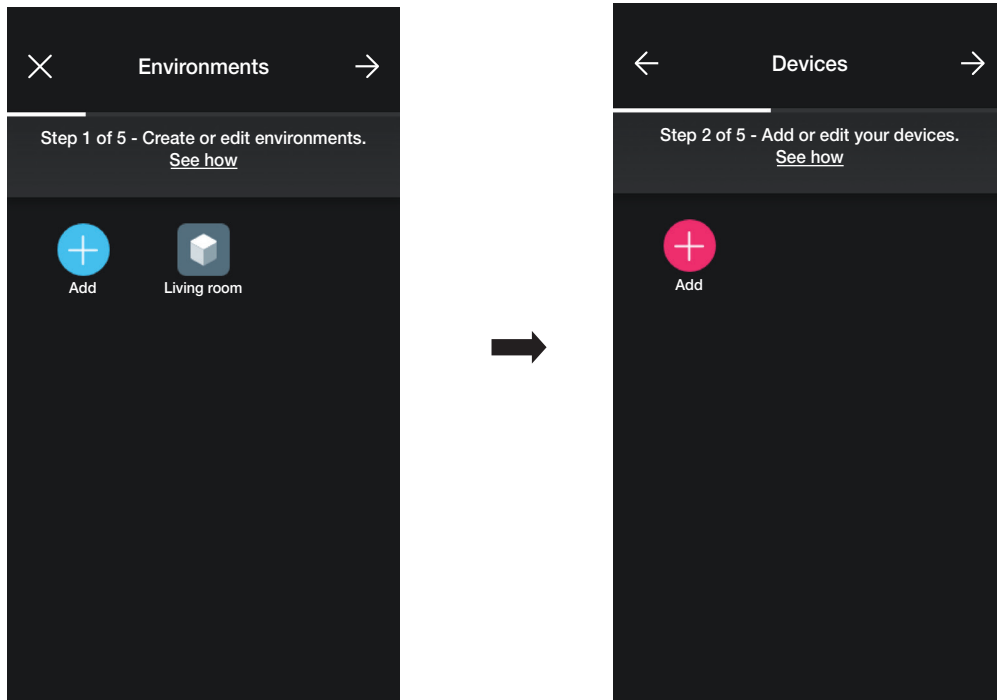 Environments
Step 1 of 5 - Create or edit environments.
See how
Add
Living room
Devices
Step 2 of 5 - Add or edit your devices.
See how
Add